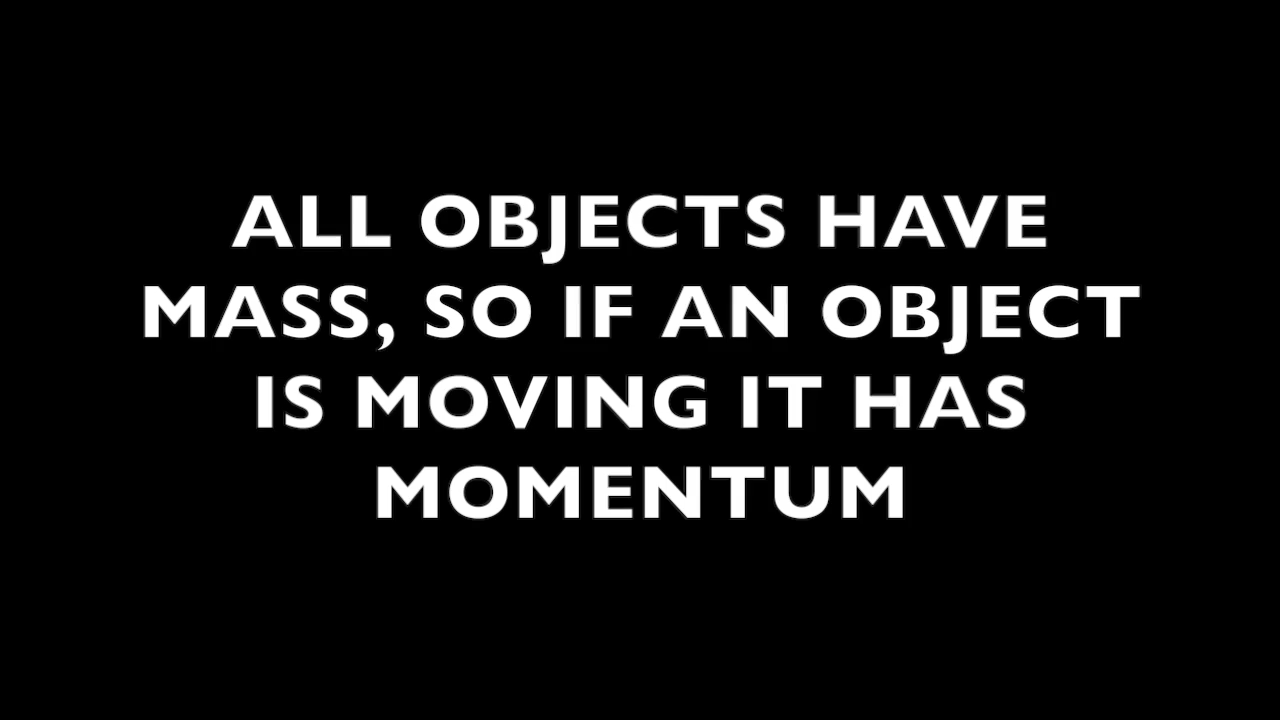 ALL OBJECTS HAVE
MASS, SO IF AN OBJECT
IS MOVING IT HAS
MOMENTUM